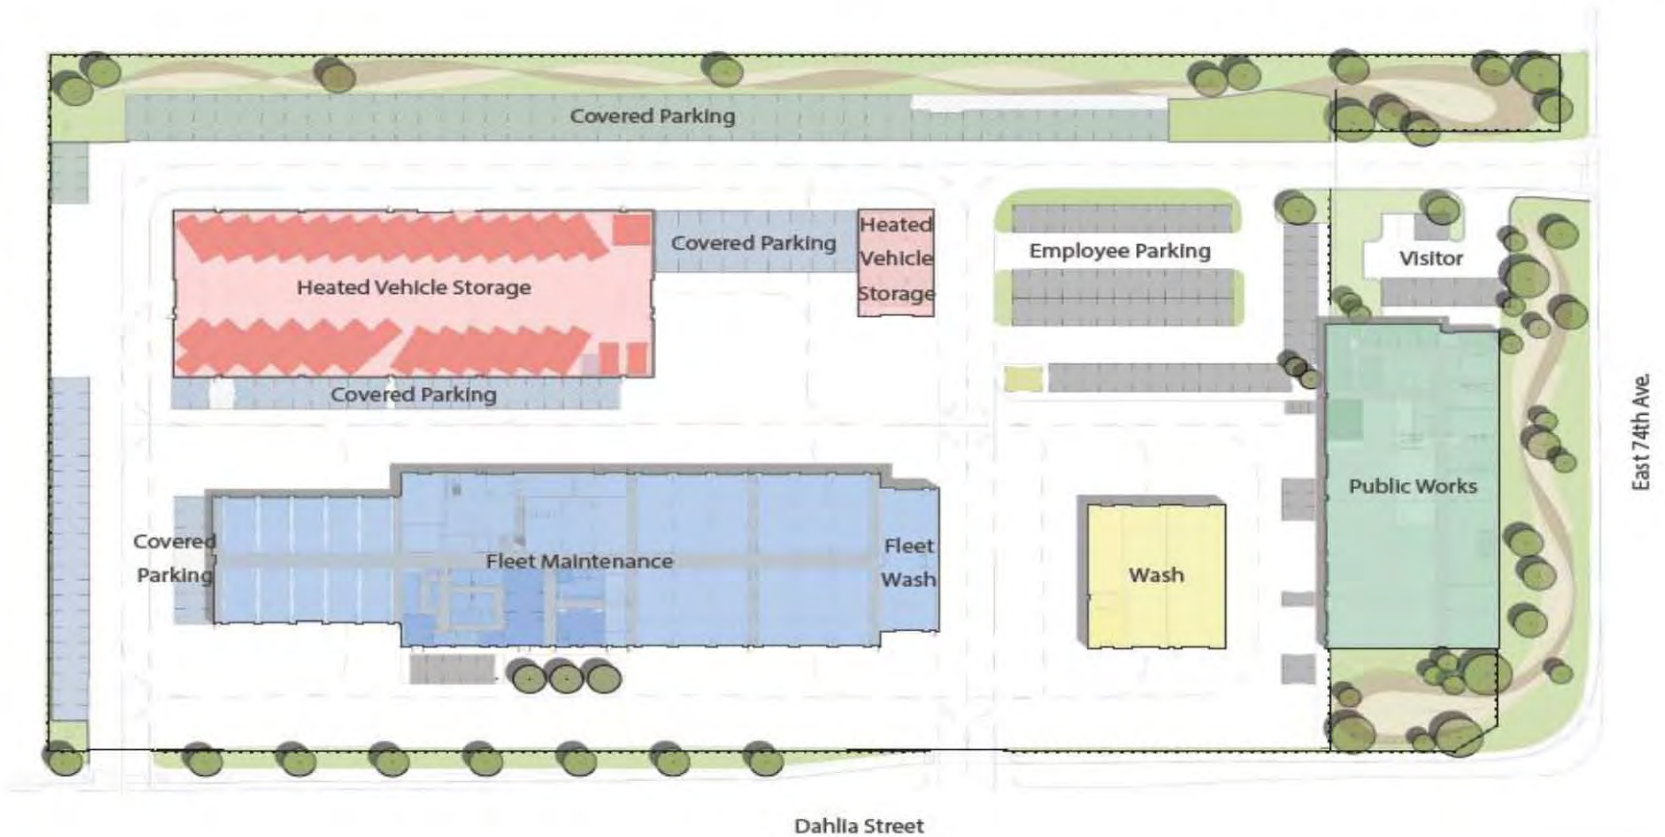 Covered Parking
Heated
Vehicle
Storage
Covered Parking
Employee Parking
Visitor
Heated Vehicle Storage
Covered Parking
East 74th Ave.
Public Works
Covered
Parking
Fleet Maintenance
Fleet
Wash
Wash
Dahlia Street